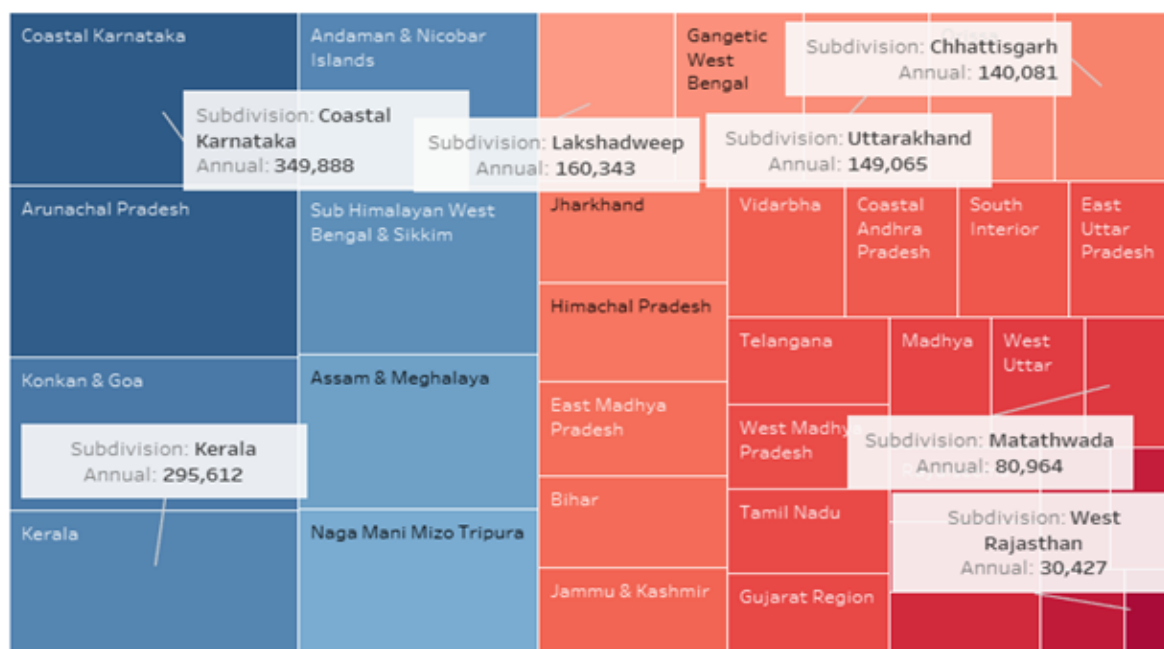 Coastal Karnataka
Andaman & Nicobar
Islands
Gangetic
West
Bengal
Subdivision: Chhattisgarh
Annual: 140,081
Subdivision: Coastal
Karnataka
Annual: 349,888
Subdivision: Lakshadweep
Annual: 160,343
Subdivision: Uttarakhand
Annual: 149,065
Arunachal Pradesh
Sub Himalayan West
Bengal & Sikkim
Jharkhand
Vidarbha
Coastal
Andhra
Pradesh
South
Interior
East
Uttar
Pradesh
Himachal Pradesh
Telangana
Madhya
West
Uttar
Konkan & Goa
Assam & Meghalaya
East Madhya
Pradesh
West Madhya
Pradesh
Subdivision: Matathwada
Annual: 80,964
Subdivision: Kerala
Annual: 295,612
Bihar
Tamil Nadu
Subdivision: West
Rajasthan
Annual: 30,427
Kerala
Naga Mani Mizo Tripura
Jammu & Kashmir
Gujarat Region